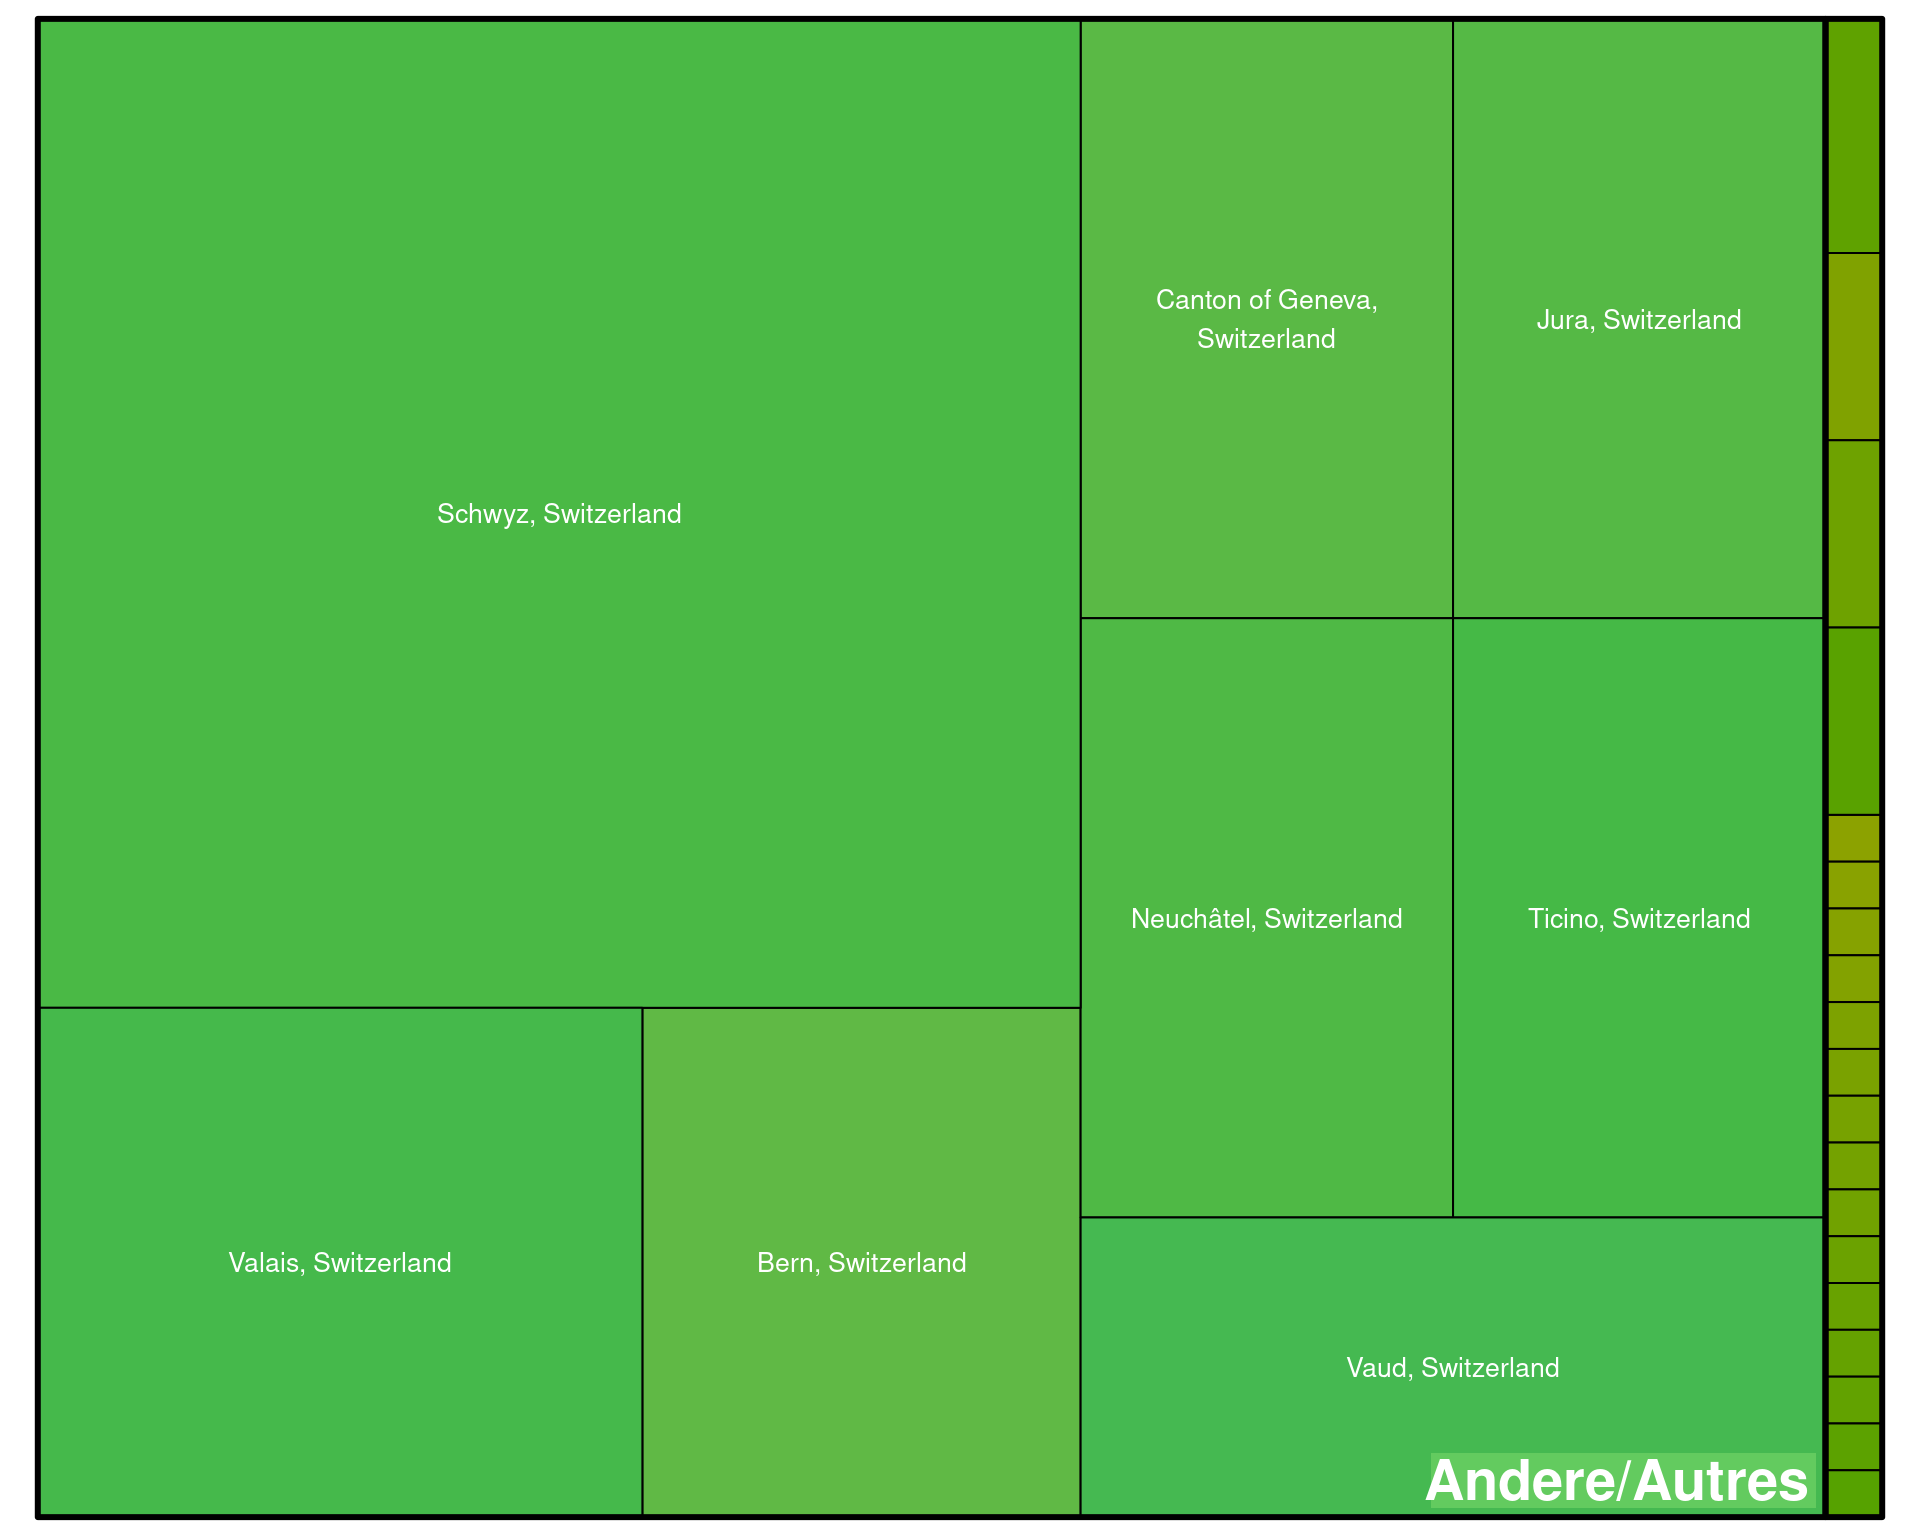 Canton of Geneva,
Switzerland
Jura, Switzerland
Schwyz, Switzerland
Neuchâtel, Switzerland
Ticino, Switzerland
Valais, Switzerland
Bern, Switzerland
Vaud, Switzerland
Andere/Autres